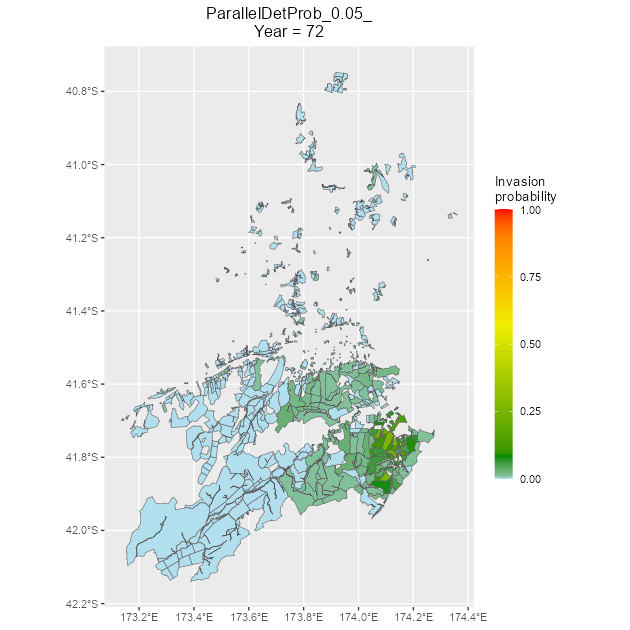 ParallelDetProb_0.05_
Year = 72
40.8°S
41.0°S
41.2°S
41.4°S
41.6°S
41.8°S
42.0°S
42.2°S
173.2°E
173.4°E
173.6°E
173.8°E
174.0°E
174.2°E
174.4°E
Invasion
probability
1.00
0.75
0.50
0.25
0.00